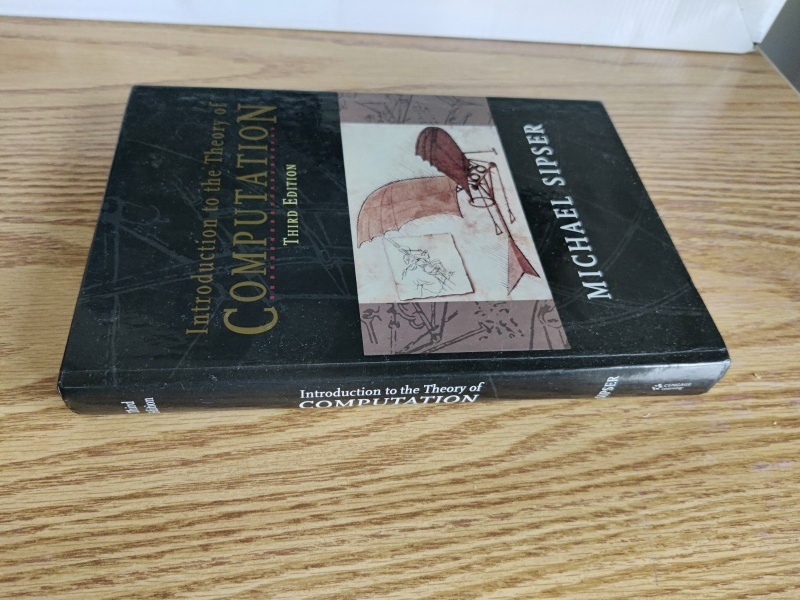 Introduction to the Theory of
COMPUTATION
THIRD EDITION
MICHAEL SIPSER
Third
Edition
Introduction to the Theory of
COMPUTATION
SIPSER
CENGAGE